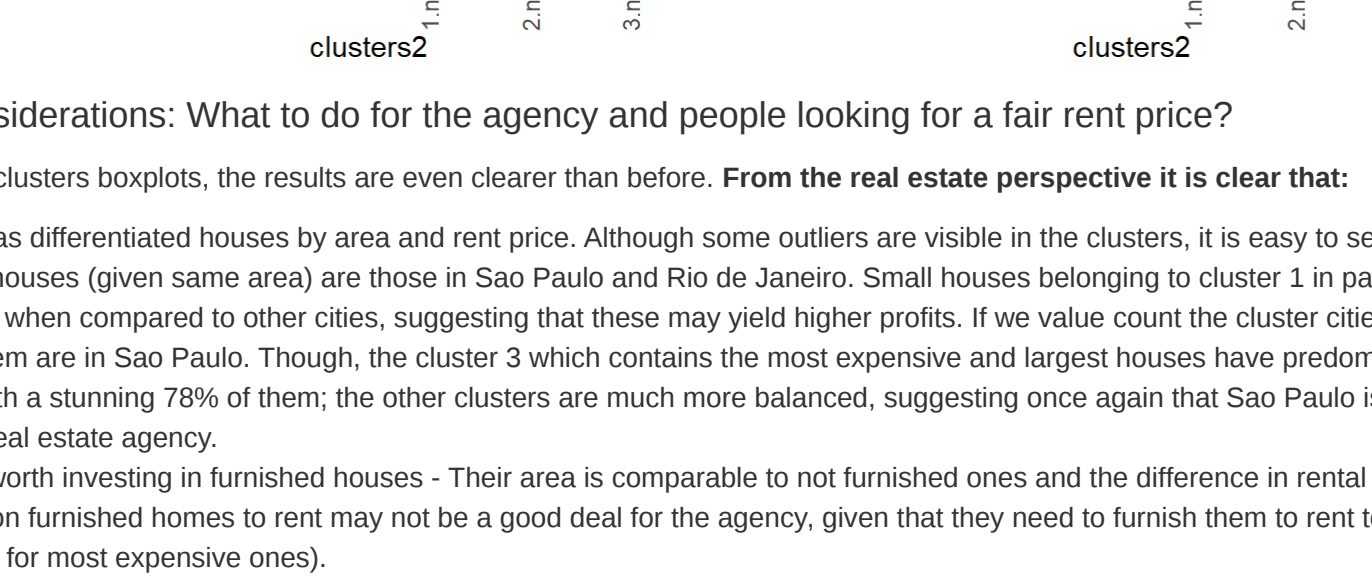 1.n 2.n 3.n 1.n 2.n
clusters2 clusters2
siderations: What to do for the agency and people looking for a fair rent price?
clusters boxplots, the results are even clearer than before. From the real estate perspective it is clear that:
as differentiated houses by area and rent price. Although some outliers are visible in the clusters, it is easy to se
houses (given same area) are those in Sao Paulo and Rio de Janeiro. Small houses belonging to cluster 1 in pa
when compared to other cities, suggesting that these may yield higher profits. If we value count the cluster citie
em are in Sao Paulo. Though, the cluster 3 which contains the most expensive and largest houses have predom
th a stunning 78% of them; the other clusters are much more balanced, suggesting once again that Sao Paulo is
eal estate agency.
worth investing in furnished houses - Their area is comparable to not furnished ones and the difference in rental
on furnished homes to rent may not be a good deal for the agency, given that they need to furnish them to rent t
for most expensive ones).